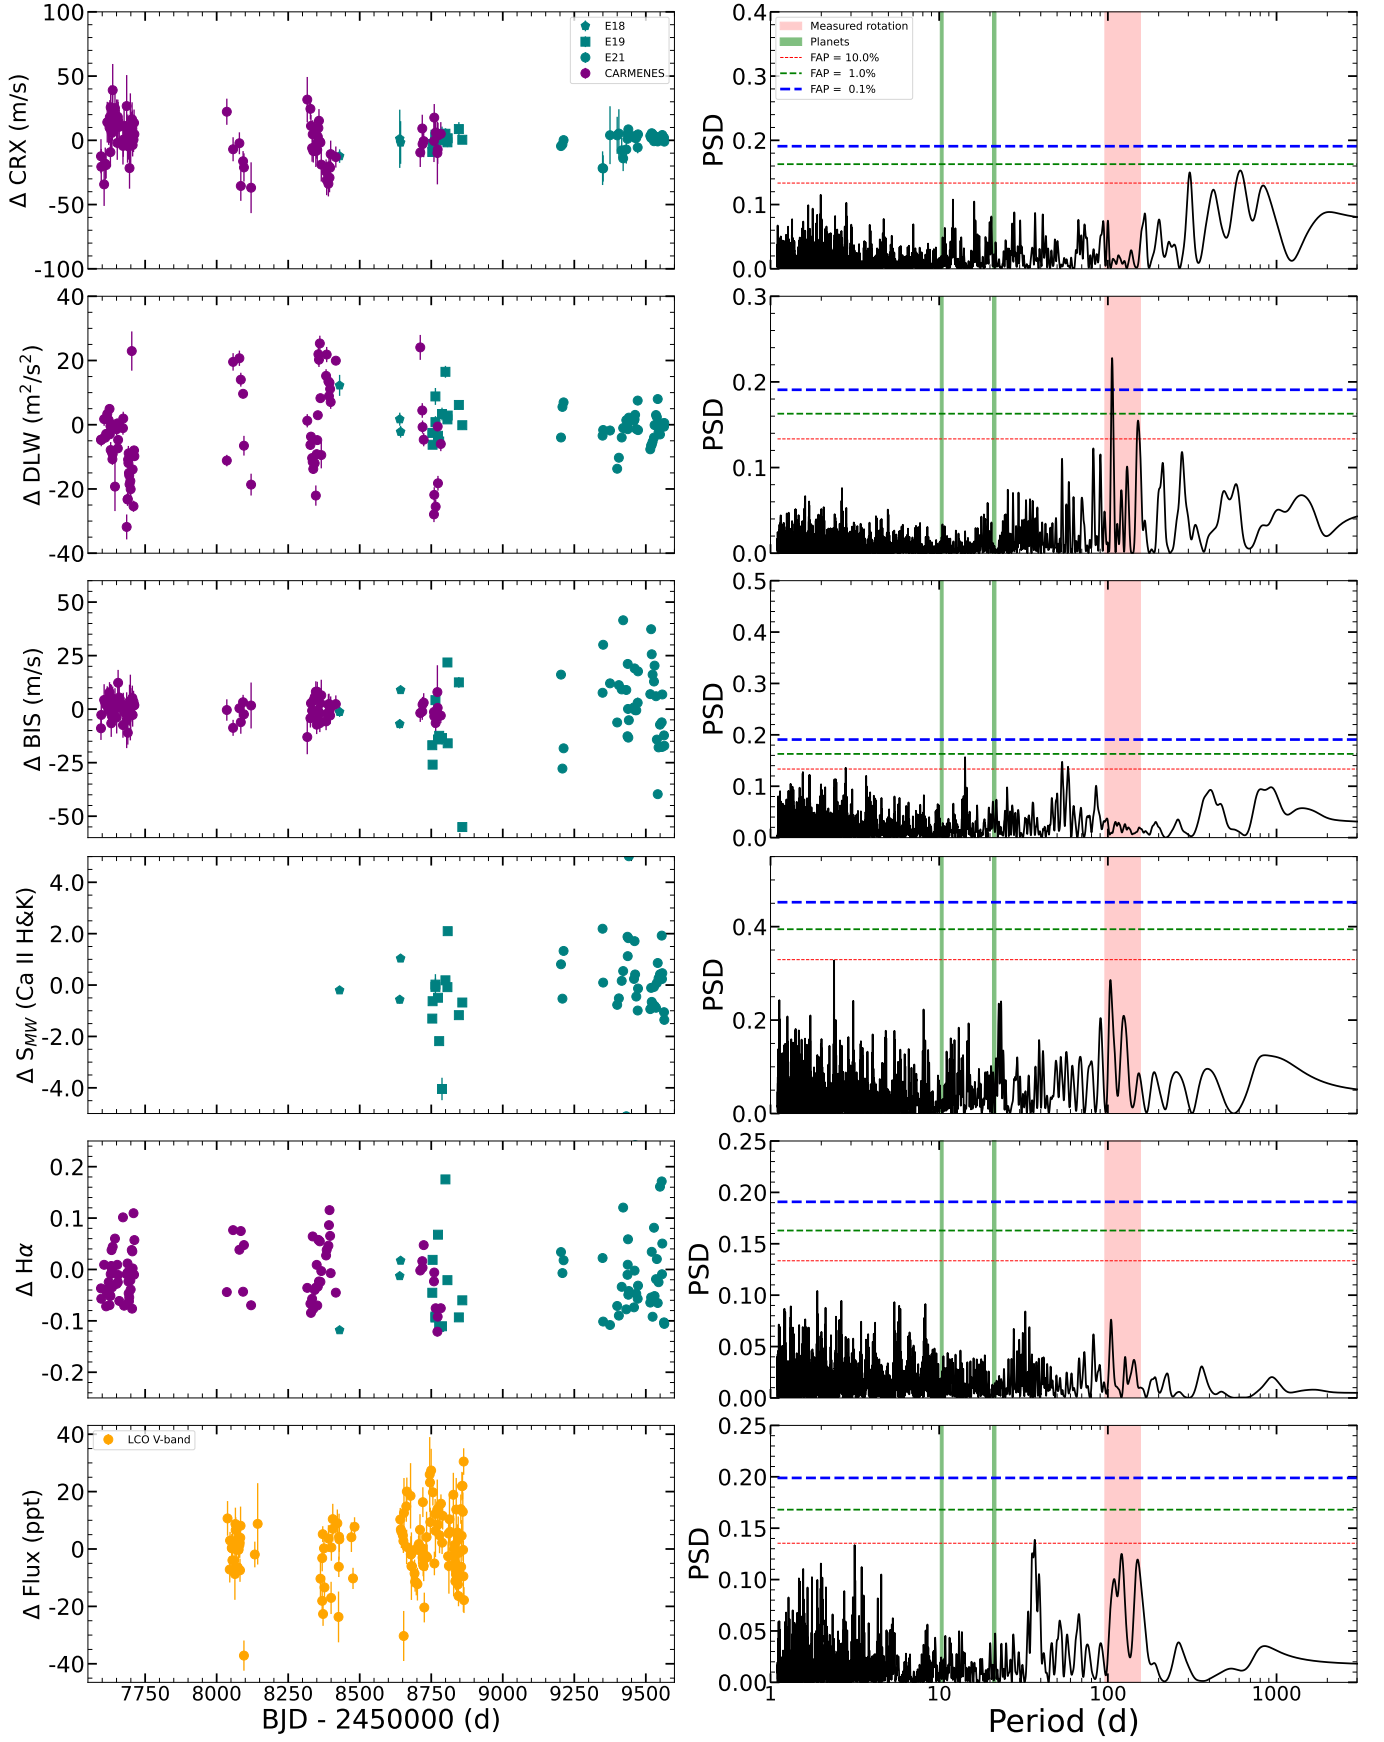 100
50
0
-50
-100
Δ CRX (m/s)
E18
E19
E21
CARMENES
0.4
0.3
0.2
0.1
0.0
PSD
Measured rotation
Planets
FAP = 10.0%
FAP = 1.0%
FAP = 0.1%
40
20
0
-20
-40
Δ DLW (m²/s²)
0.3
0.2
0.1
0.0
PSD
50
25
0
-25
-50
Δ BIS (m/s)
0.5
0.4
0.3
0.2
0.1
0.0
PSD
4.0
2.0
0.0
-2.0
-4.0
Δ S_MW (Ca II H&K)
0.4
0.2
0.0
PSD
0.2
0.1
0.0
-0.1
-0.2
Δ Hα
0.25
0.20
0.15
0.10
0.05
0.00
PSD
40
20
0
-20
-40
Δ Flux (ppt)
LCO V-band
7750 8000 8250 8500 8750 9000 9250 9500
BJD - 2450000 (d)
0.25
0.20
0.15
0.10
0.05
0.00
PSD
1 10 100 1000
Period (d)